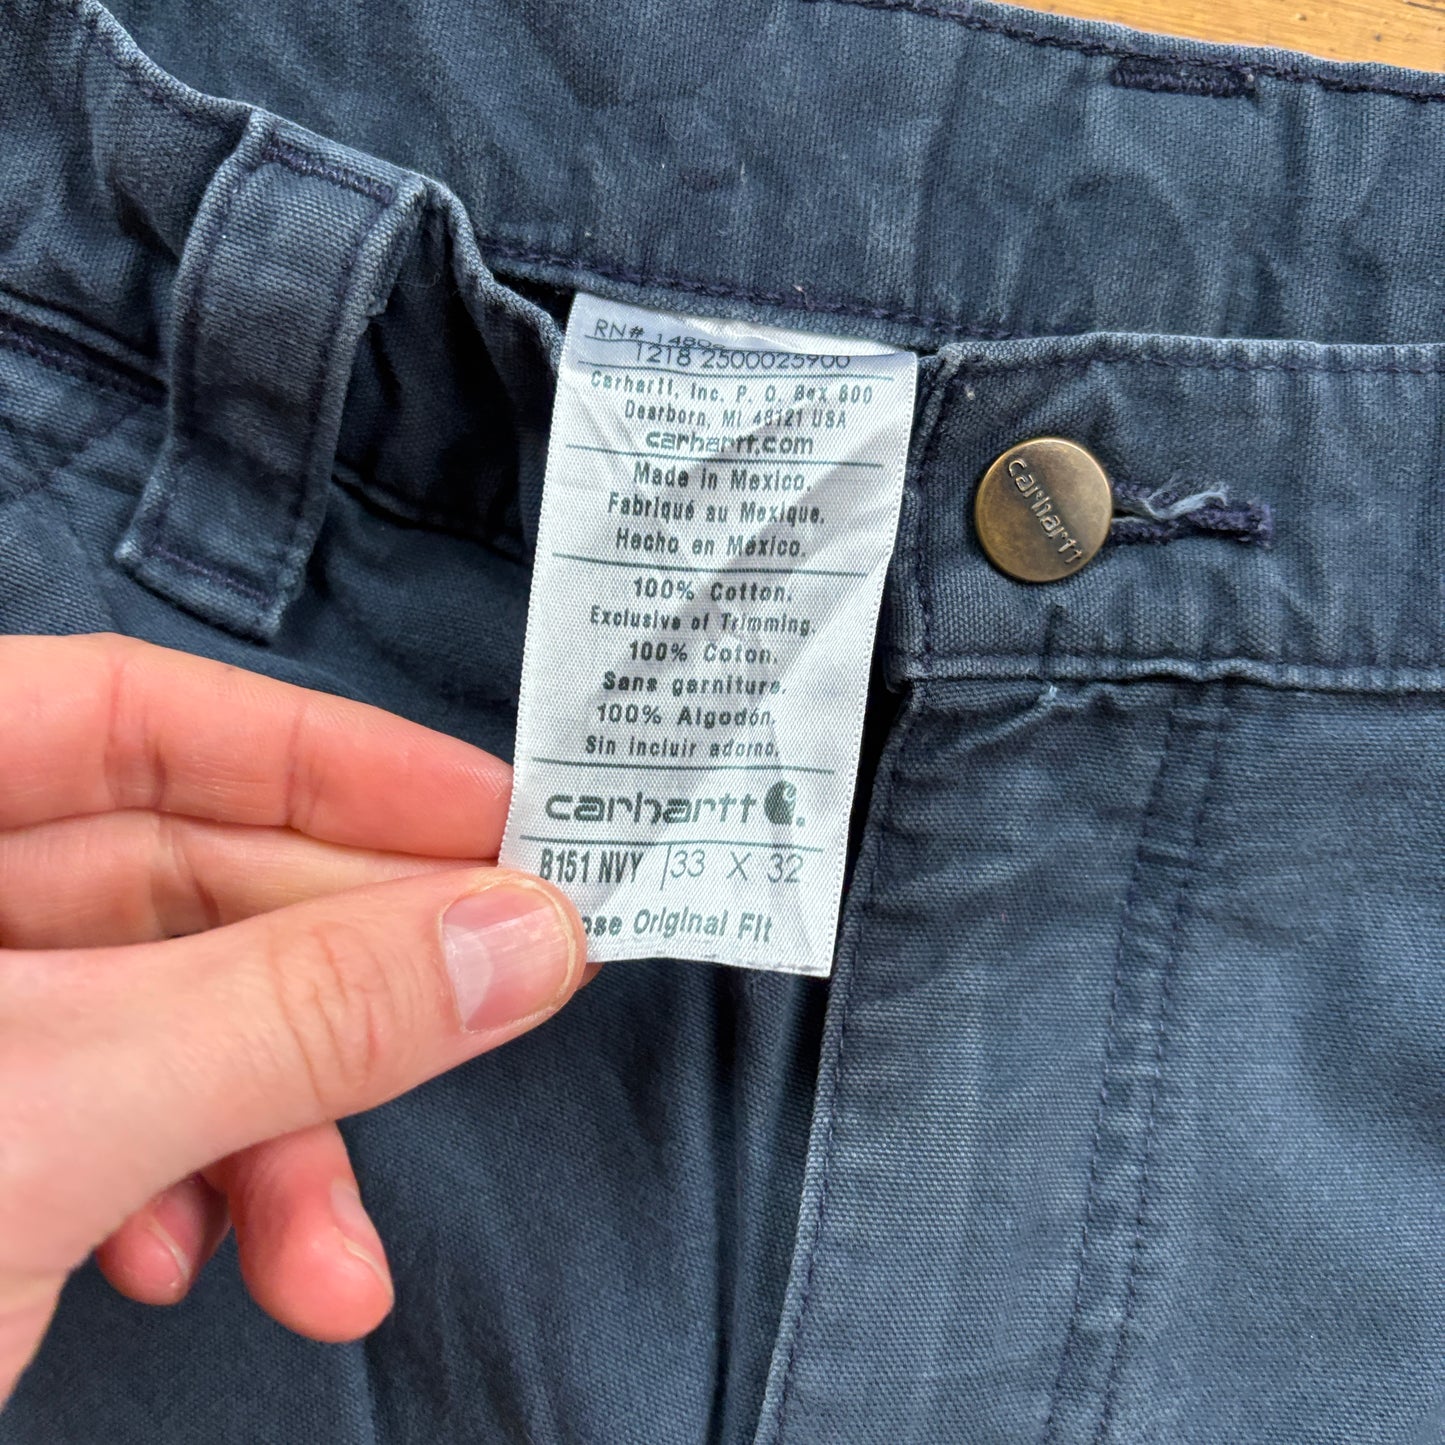 RN#
1218 2500025900
Carhartt, Inc. P. O. Box 600
Dearborn, MI 48121 USA
carhartt.com
Made in Mexico.
Fabriqué au Mexique.
Hecho en México.
100% Cotton.
Exclusive of Trimming.
100% Coton.
Sans garniture.
100% Algodón.
Sin incluir adorno.
carhartt
B151 NVY 33 X 32
Original Fit
carhartt